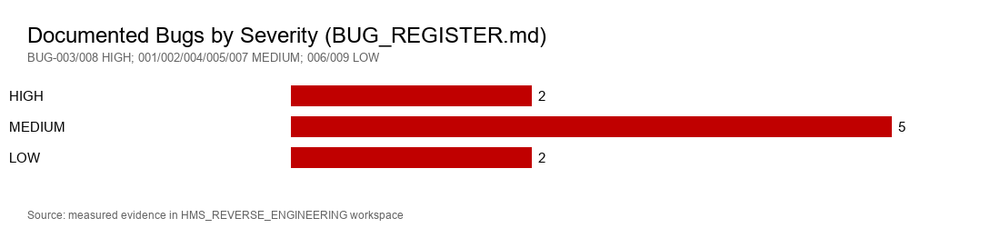 Documented Bugs by Severity (BUG_REGISTER.md)
BUG-003/008 HIGH; 001/002/004/005/007 MEDIUM; 006/009 LOW
HIGH 2
MEDIUM 5
LOW 2
Source: measured evidence in HMS_REVERSE_ENGINEERING workspace